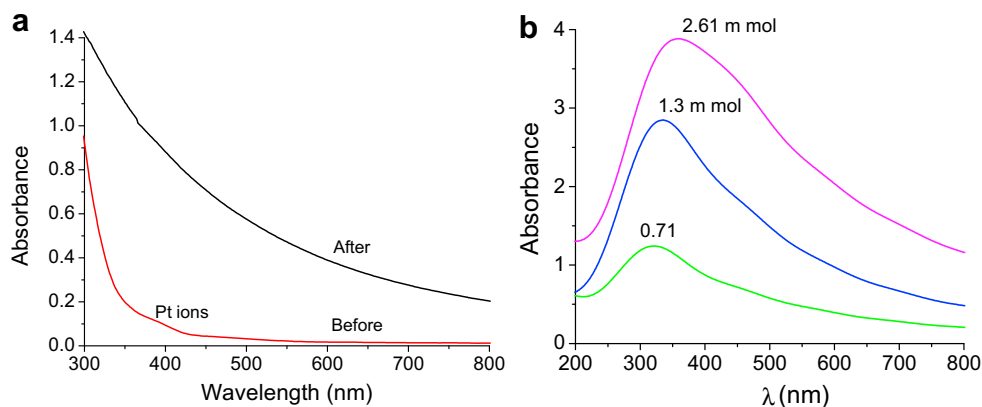 a
Absorbance
1.4
1.2
1.0
0.8
0.6
0.4
0.2
0.0
After
Pt ions
Before
300 400 500 600 700 800
Wavelength (nm)
b
Absorbance
4
3
2
1
0
2.61 m mol
1.3 m mol
0.71
200 300 400 500 600 700 800
λ (nm)